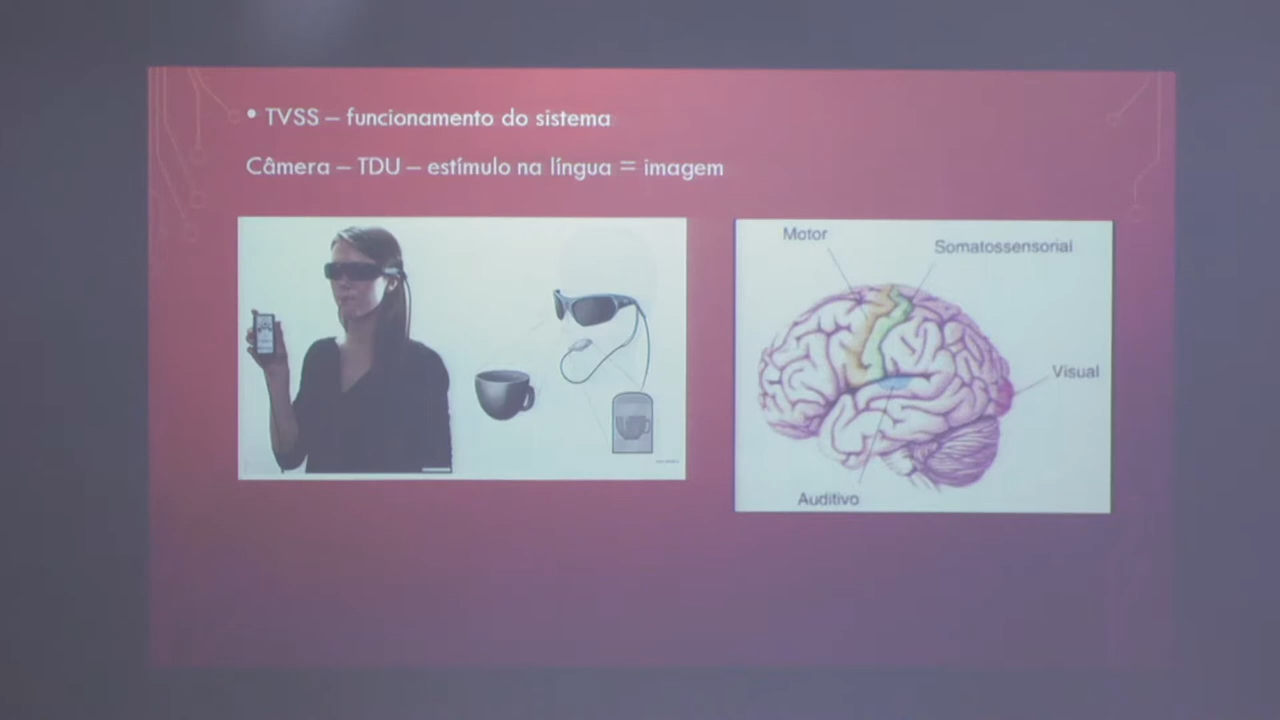 • TVSS – funcionamento do sistema
Câmera – TDU – estímulo na língua = imagem
Motor
Somatossensorial
Visual
Auditivo